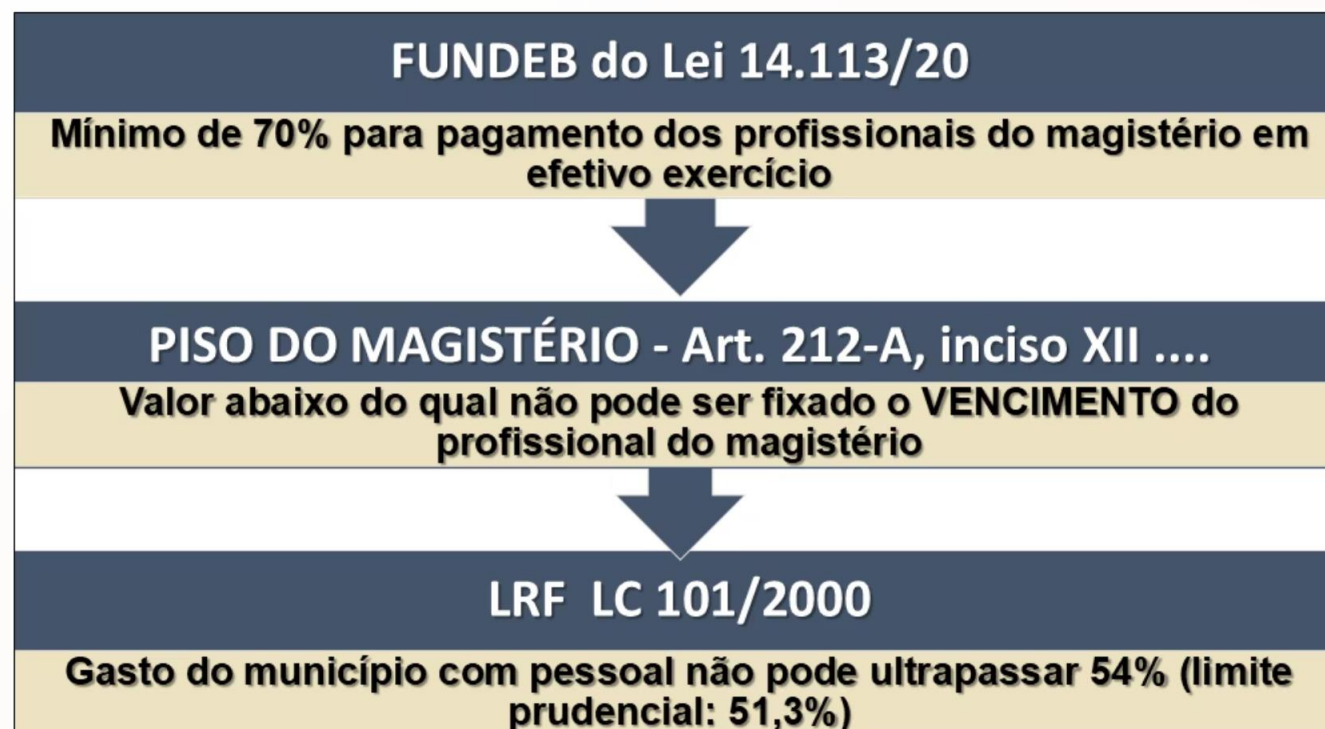 FUNDEB do Lei 14.113/20
Mínimo de 70% para pagamento dos profissionais do magistério em
efetivo exercício
PISO DO MAGISTÉRIO - Art. 212-A, inciso XII ....
Valor abaixo do qual não pode ser fixado o VENCIMENTO do
profissional do magistério
LRF LC 101/2000
Gasto do município com pessoal não pode ultrapassar 54% (limite
prudencial: 51,3%)